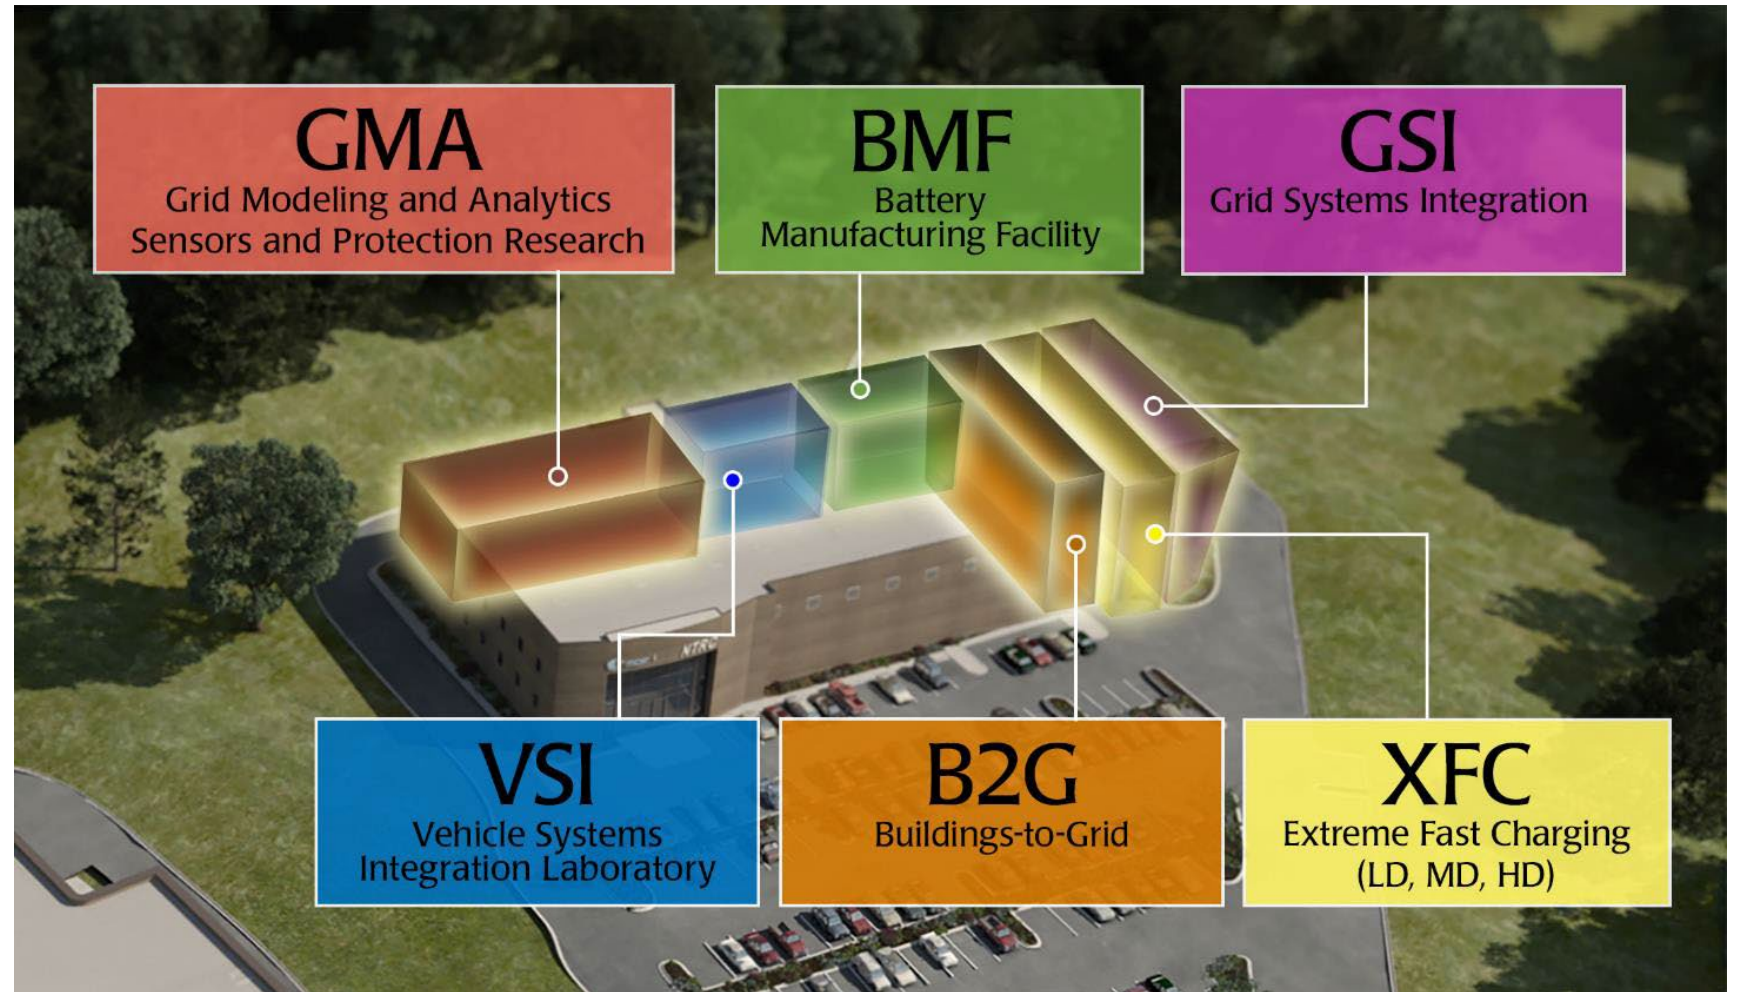 GMA
Grid Modeling and Analytics
Sensors and Protection Research
BMF
Battery
Manufacturing Facility
GSI
Grid Systems Integration
NTRC
VSI
Vehicle Systems
Integration Laboratory
B2G
Buildings-to-Grid
XFC
Extreme Fast Charging
(LD, MD, HD)